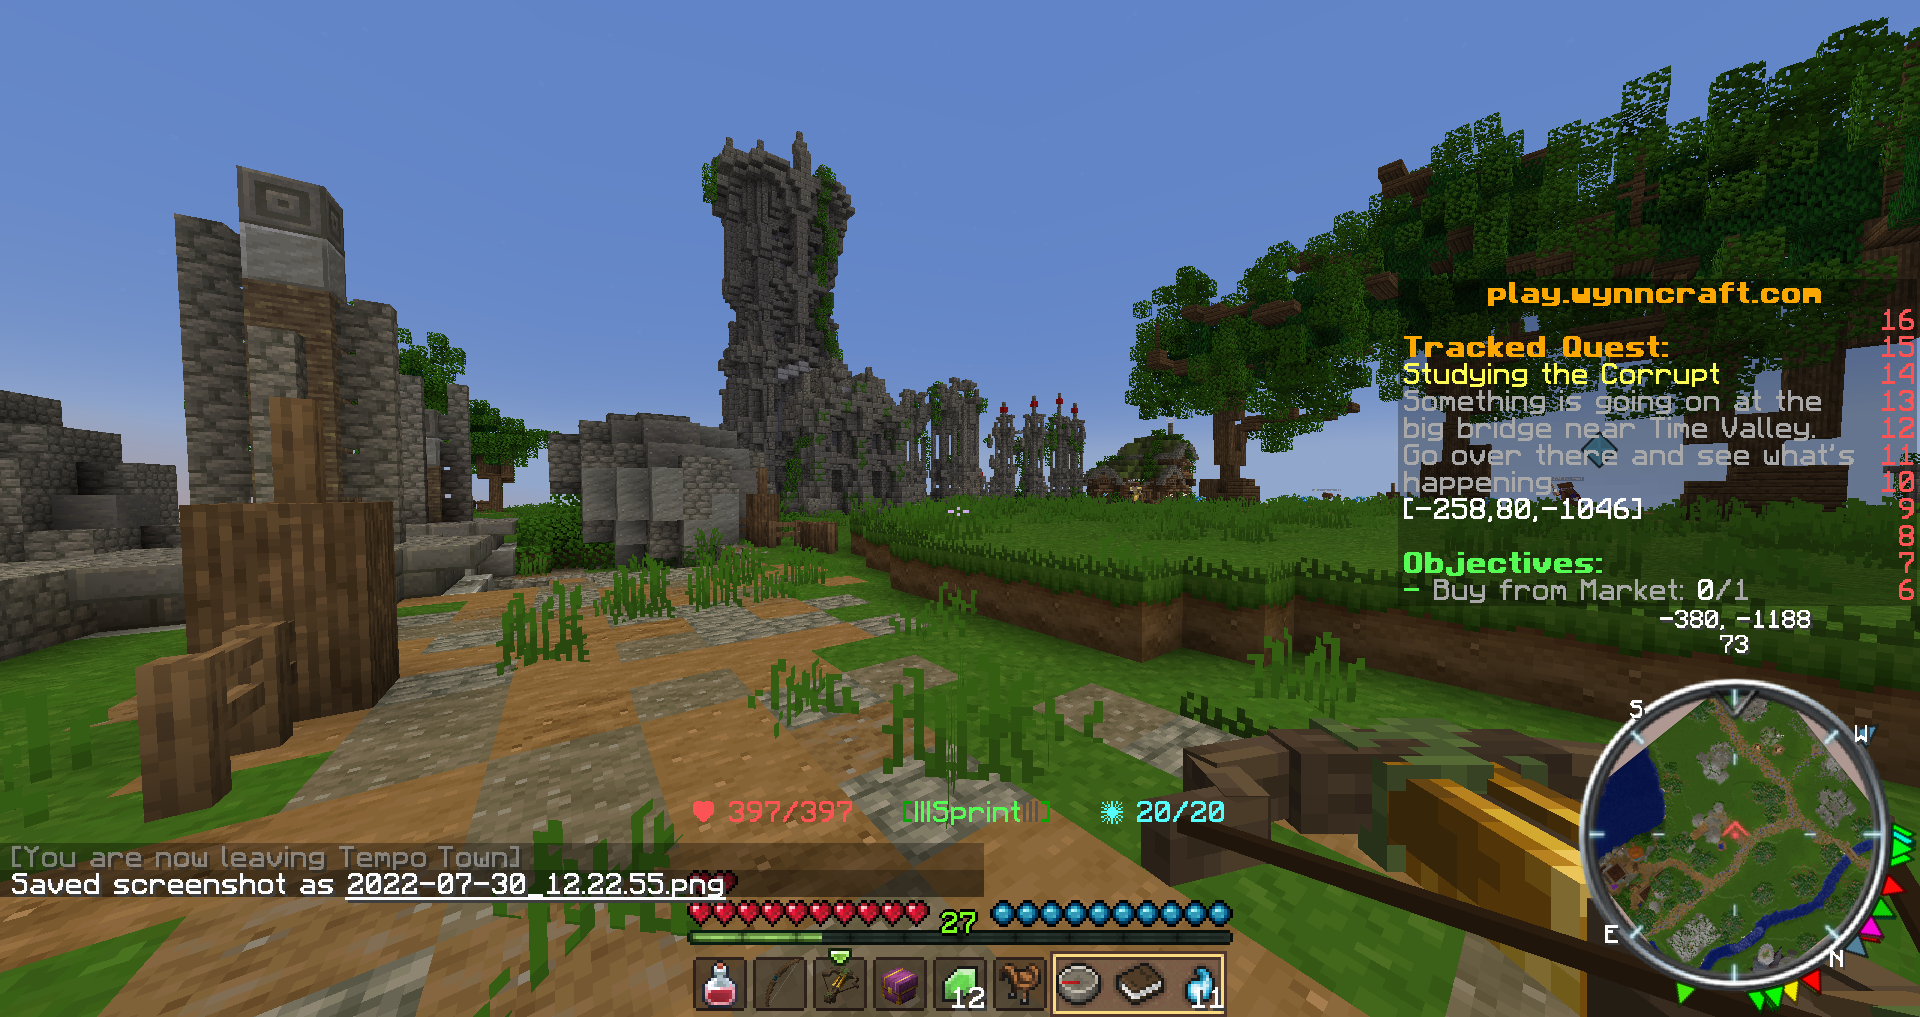 play.wynncraft.com
16
Tracked Quest:
15
Studying the Corrupt
14
Something is going on at the
13
big bridge near Time Valley.
12
Go over there and see what's
11
happening.
10
[-258,80,-1046]
9
8
Objectives:
7
- Buy from Market: 0/1
6
-380, -1188
73
S
W
E
N
397/397
[|||Sprint|||]
20/20
[You are now leaving Tempo Town]
Saved screenshot as 2022-07-30_12.22.55.png
27
12
11